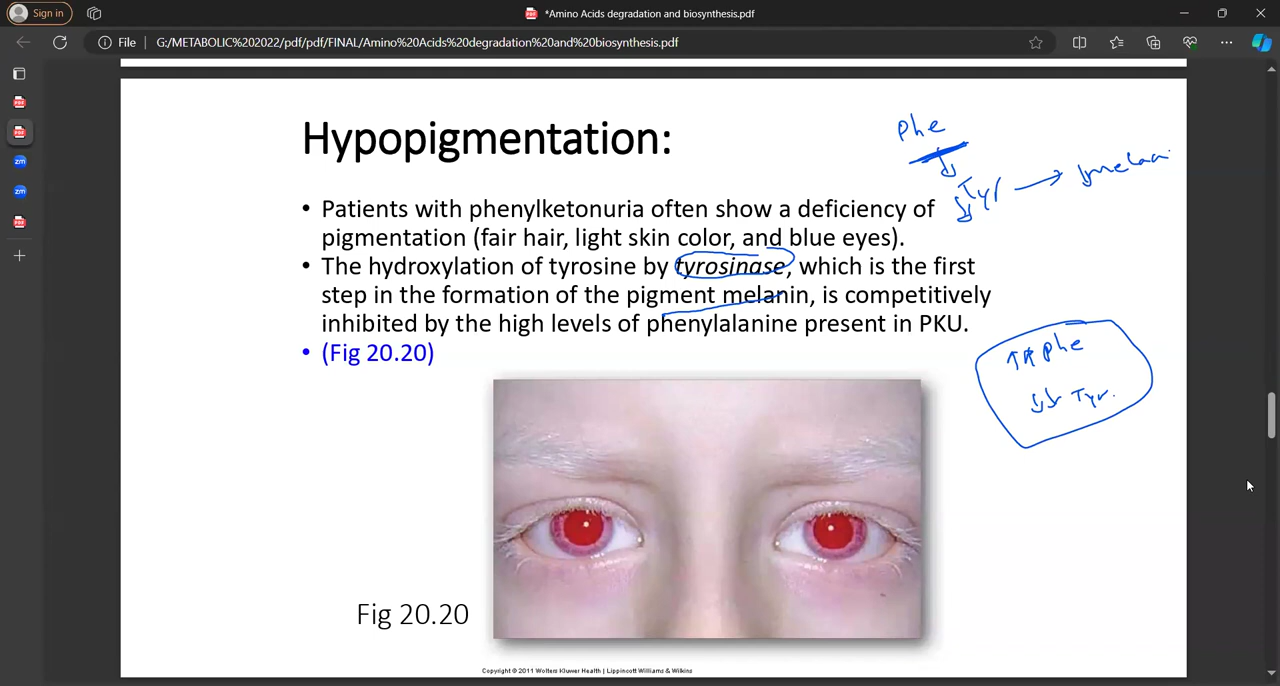 Sign in
*Amino Acids degradation and biosynthesis.pdf
File
G:/METABOLIC%202022/pdf/pdf/FINAL/Amino%20Acids%20degradation%20and%20biosynthesis.pdf
Hypopigmentation:
Phe
Tyr
• Patients with phenylketonuria often show a deficiency of
pigmentation (fair hair, light skin color, and blue eyes).
• The hydroxylation of tyrosine by tyrosinase, which is the first
step in the formation of the pigment melanin, is competitively
inhibited by the high levels of phenylalanine present in PKU.
• (Fig 20.20)
↑↑ Phe
↓↓ Tyr.
Fig 20.20
Copyright © 2011 Wolters Kluwer Health | Lippincott Williams & Wilkins